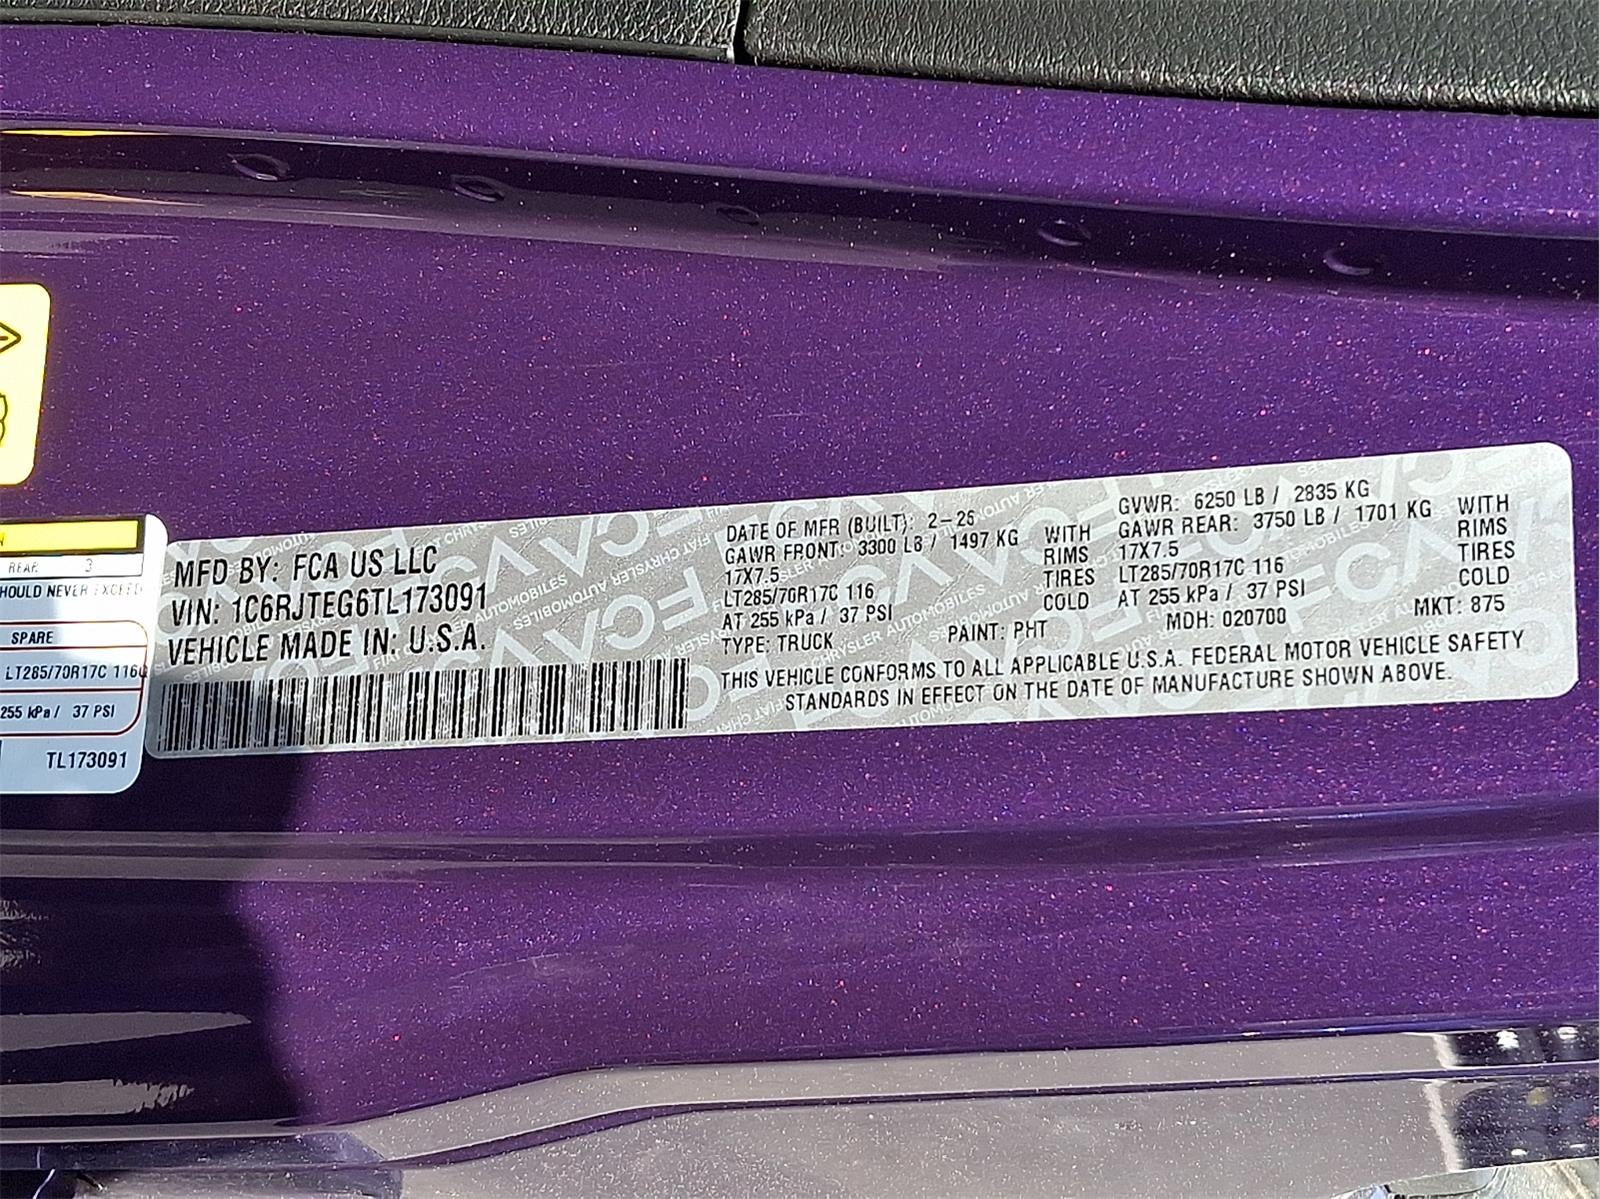 N
REAR 3
HOULD NEVER EXCEED
SPARE
LT285/70R17C 116Q
255 kPa / 37 PSI
TL173091
MFD BY: FCA US LLC
VIN: 1C6RJTEG6TL173091
VEHICLE MADE IN: U.S.A.
DATE OF MFR (BUILT): 2-26
GAWR FRONT: 3300 LB / 1497 KG WITH
17X7.5 RIMS
LT285/70R17C 116 TIRES
AT 255 kPa / 37 PSI COLD
TYPE: TRUCK PAINT: PHT
GVWR: 6250 LB / 2835 KG
GAWR REAR: 3750 LB / 1701 KG WITH
17X7.5 RIMS
LT285/70R17C 116 TIRES
AT 255 kPa / 37 PSI COLD
MDH: 020700 MKT: 875
THIS VEHICLE CONFORMS TO ALL APPLICABLE U.S.A. FEDERAL MOTOR VEHICLE SAFETY
STANDARDS IN EFFECT ON THE DATE OF MANUFACTURE SHOWN ABOVE.